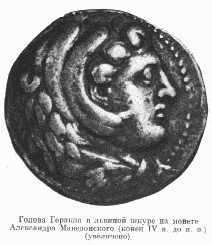 Голова Геракла в львиной шкуре на монете
Александра Македонского (конец IV в. до н. э.)
(увеличено)